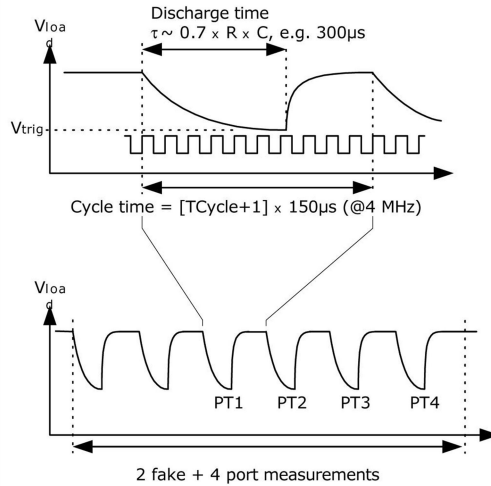 Discharge time
Vloa
d
τ~ 0.7 x R x C, e.g. 300µs
Vtrig
Cycle time = [TCycle+1] x 150µs (@4 MHz)
Vloa
d
PT1 PT2 PT3 PT4
2 fake + 4 port measurements